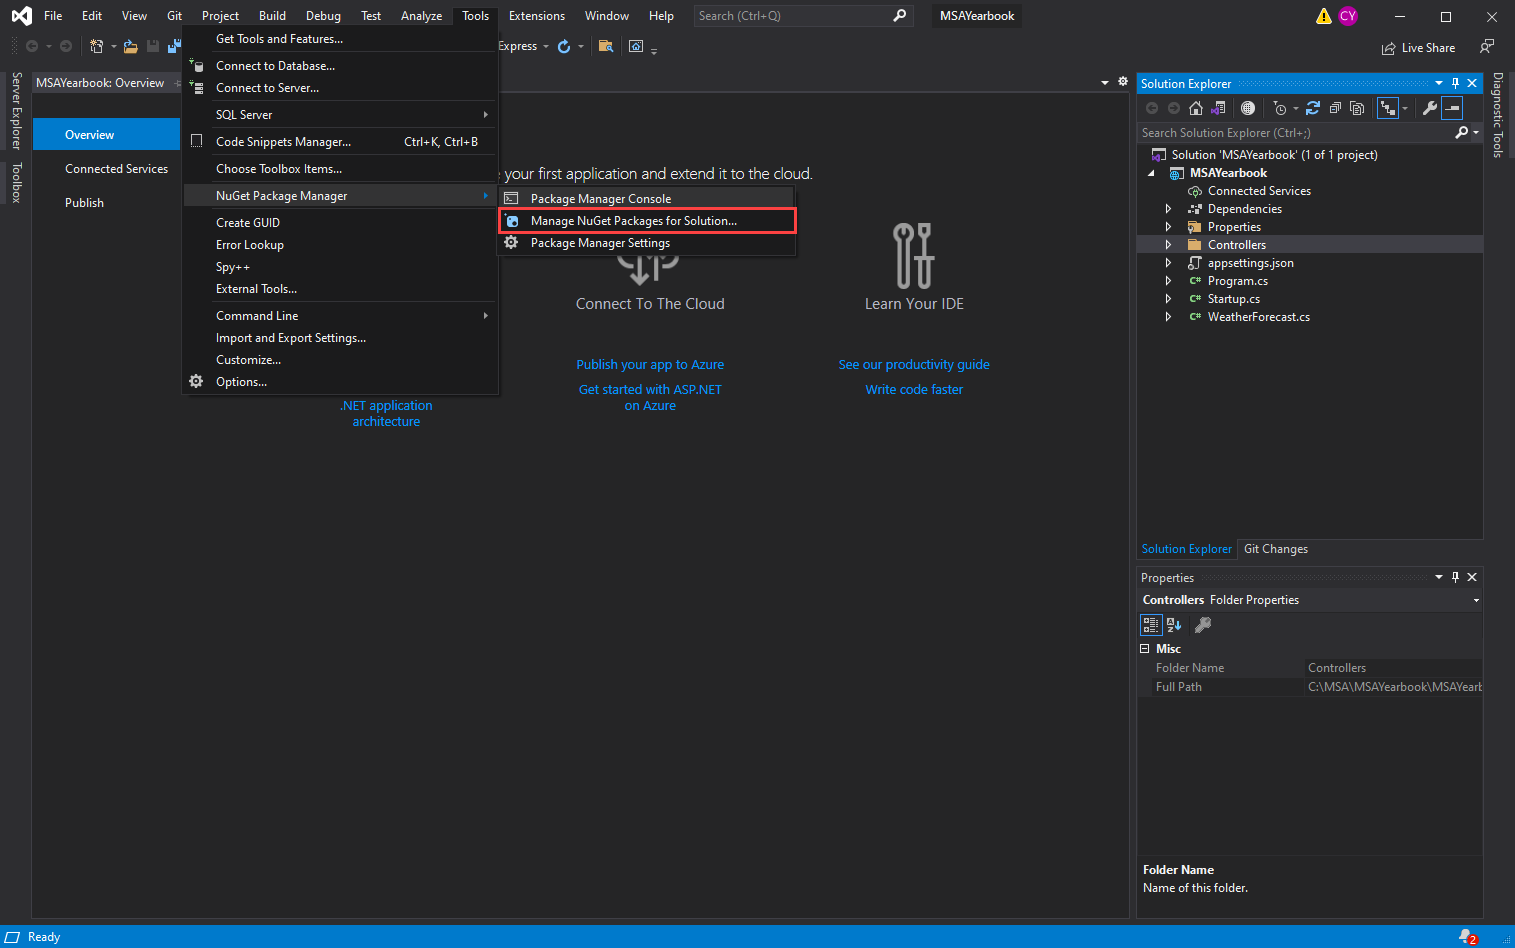 File Edit View Git Project Build Debug Test Analyze Tools Extensions Window Help Search (Ctrl+Q) MSAYearbook CY
Express Live Share
MSAYearbook: Overview
Server Explorer
Toolbox
Overview
Connected Services
Publish
Get Tools and Features...
Connect to Database...
Connect to Server...
SQL Server
Code Snippets Manager... Ctrl+K, Ctrl+B
Choose Toolbox Items...
NuGet Package Manager
Create GUID
Error Lookup
Spy++
External Tools...
Command Line
Import and Export Settings...
Customize...
Options...
Package Manager Console
Manage NuGet Packages for Solution...
Package Manager Settings
your first application and extend it to the cloud.
.NET application
architecture
Connect To The Cloud
Publish your app to Azure
Get started with ASP.NET
on Azure
Learn Your IDE
See our productivity guide
Write code faster
Solution Explorer
Search Solution Explorer (Ctrl+;)
Solution 'MSAYearbook' (1 of 1 project)
MSAYearbook
Connected Services
Dependencies
Properties
Controllers
appsettings.json
C# Program.cs
C# Startup.cs
C# WeatherForecast.cs
Solution Explorer Git Changes
Properties
Controllers Folder Properties
Misc
Folder Name Controllers
Full Path C:\MSA\MSAYearbook\MSAYearb
Folder Name
Name of this folder.
Diagnostic Tools
Ready 2